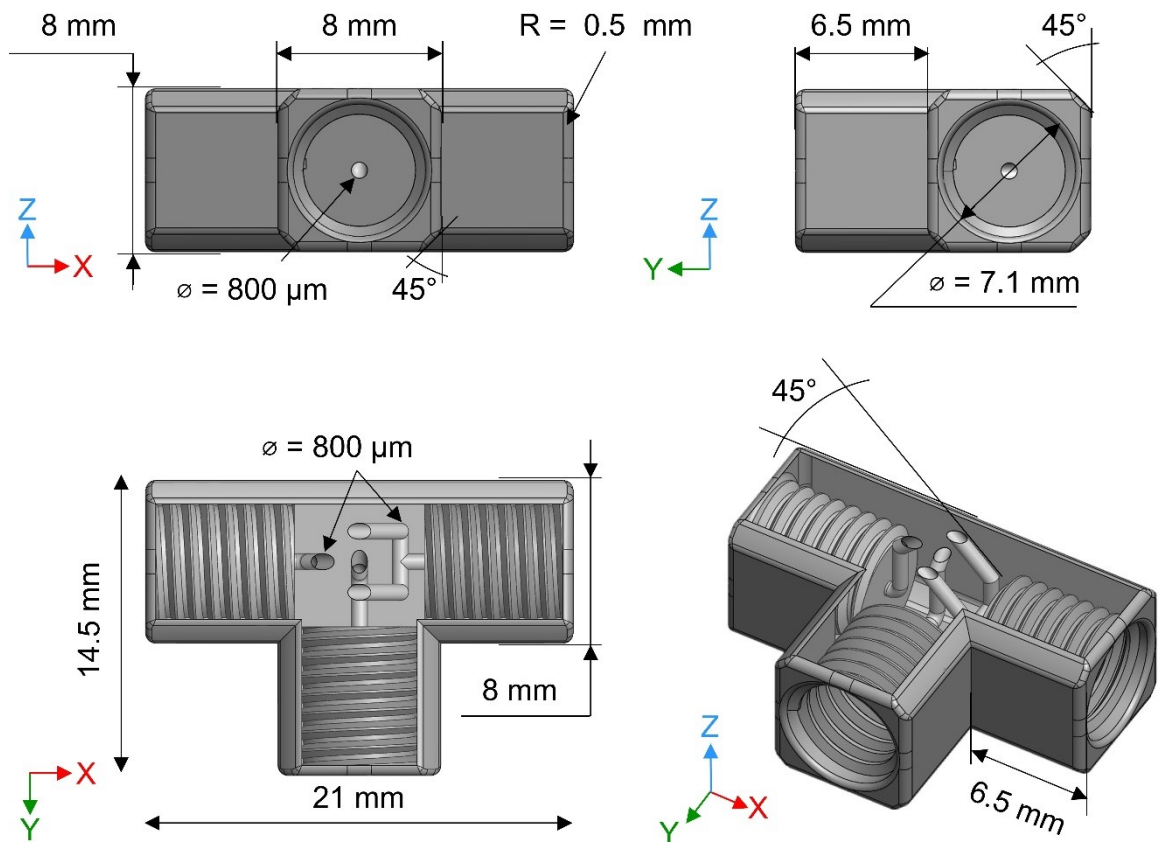 8 mm
8 mm
R = 0.5 mm
6.5 mm
45°
Z
X
⌀ = 800 µm
45°
Z
Y
⌀ = 7.1 mm
⌀ = 800 µm
45°
14.5 mm
8 mm
21 mm
X
Y
Z
Y
X
6.5 mm